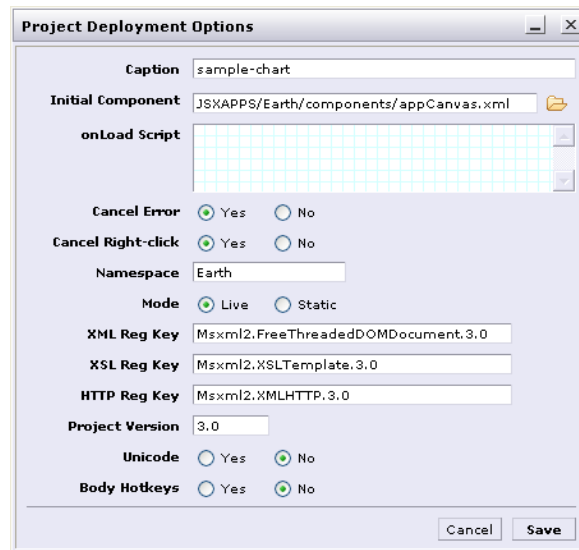 Project Deployment Options
Caption sample-chart
Initial Component JSXAPPS/Earth/components/appCanvas.xml
onLoad Script
Cancel Error Yes No
Cancel Right-click Yes No
Namespace Earth
Mode Live Static
XML Reg Key Msxml2.FreeThreadedDOMDocument.3.0
XSL Reg Key Msxml2.XSLTemplate.3.0
HTTP Reg Key Msxml2.XMLHTTP.3.0
Project Version 3.0
Unicode Yes No
Body Hotkeys Yes No
Cancel Save